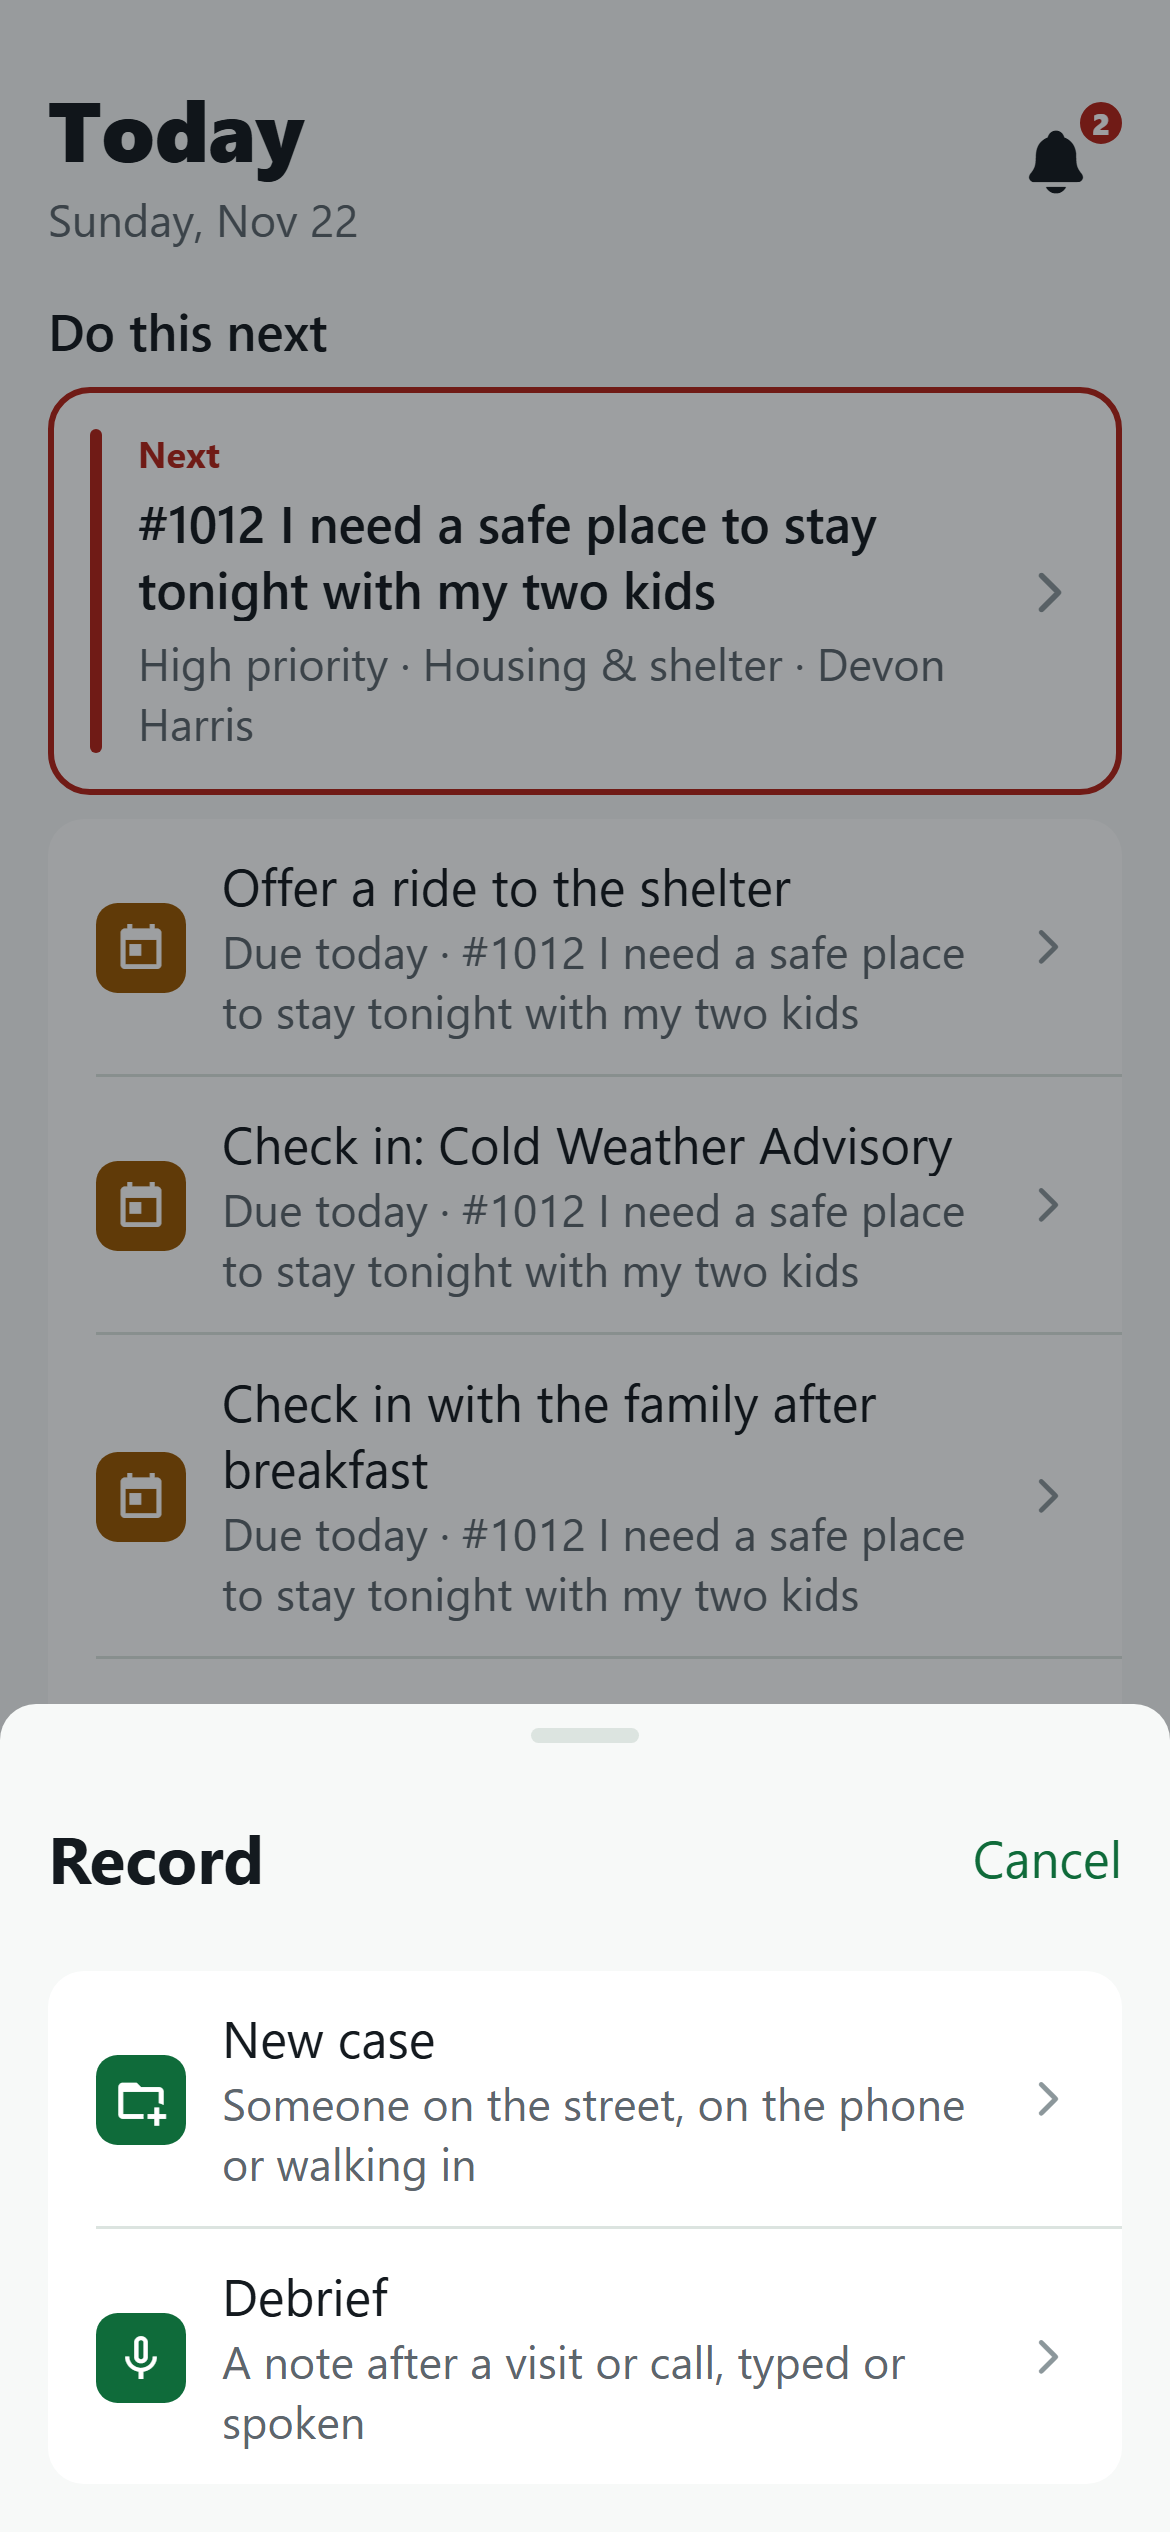 Today
2
Sunday, Nov 22
Do this next
Next
#1012 I need a safe place to stay
tonight with my two kids
High priority · Housing & shelter · Devon
Harris
Offer a ride to the shelter
Due today · #1012 I need a safe place
to stay tonight with my two kids
Check in: Cold Weather Advisory
Due today · #1012 I need a safe place
to stay tonight with my two kids
Check in with the family after
breakfast
Due today · #1012 I need a safe place
to stay tonight with my two kids
Record
Cancel
New case
Someone on the street, on the phone
or walking in
Debrief
A note after a visit or call, typed or
spoken